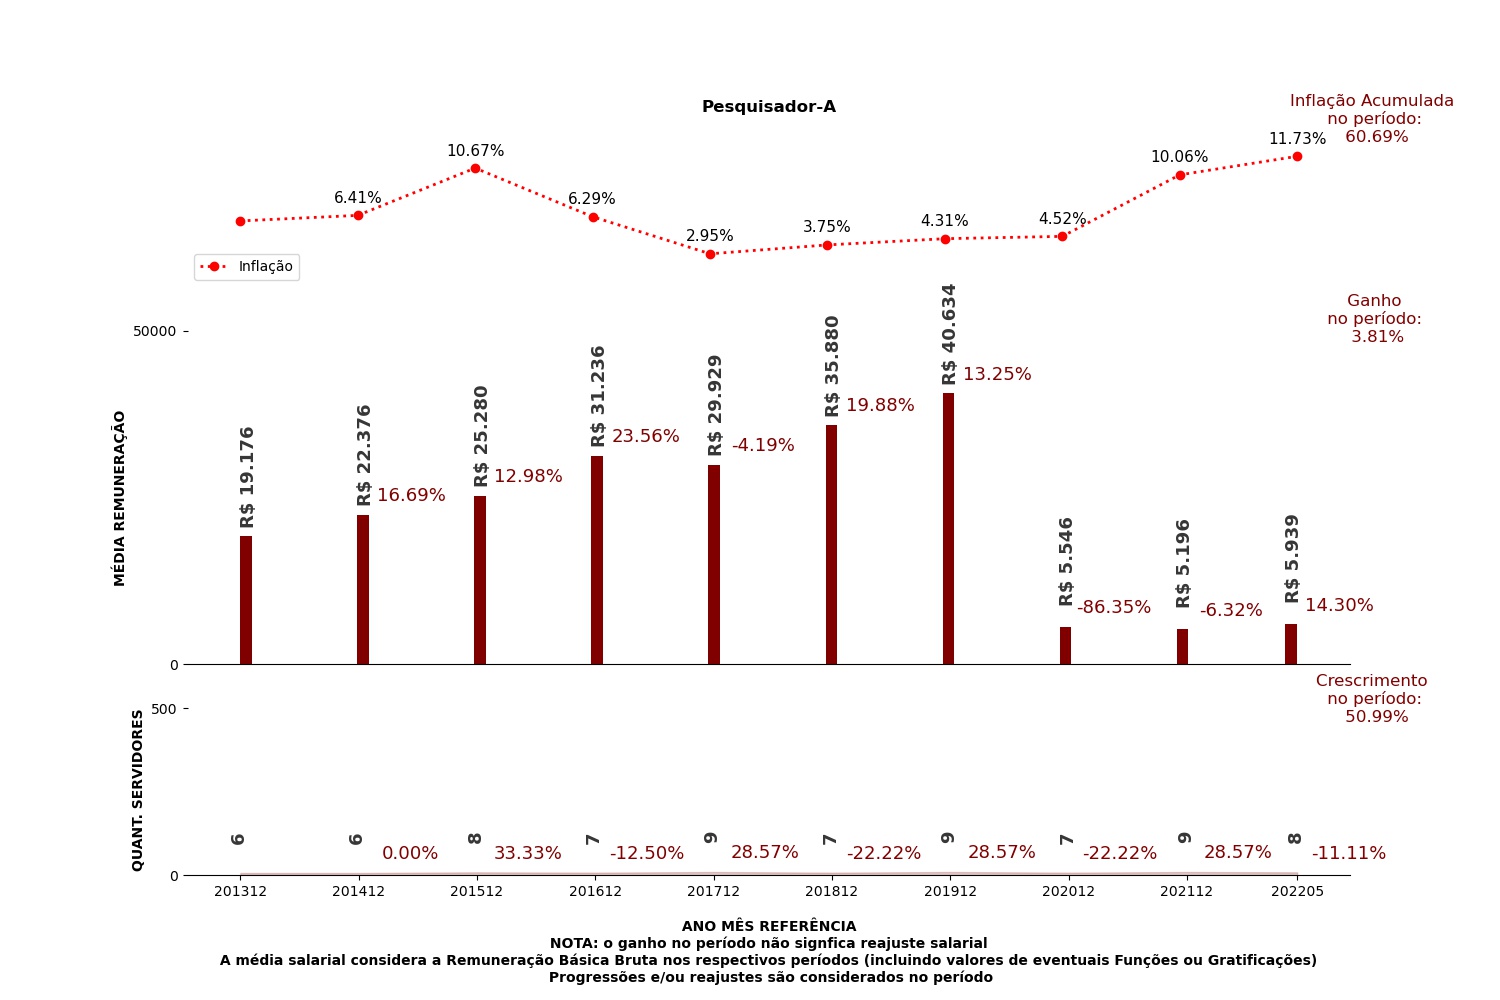 Pesquisador-A
Inflação Acumulada
no período:
60.69%
6.41%
10.67%
6.29%
2.95%
3.75%
4.31%
4.52%
10.06%
11.73%
Inflação
Ganho
no período:
3.81%
MÉDIA REMUNERAÇÃO
50000
0
R$ 19.176
R$ 22.376
R$ 25.280
R$ 31.236
R$ 29.929
R$ 35.880
R$ 40.634
R$ 5.546
R$ 5.196
R$ 5.939
16.69%
12.98%
23.56%
-4.19%
19.88%
13.25%
-86.35%
-6.32%
14.30%
Crescrimento
no período:
50.99%
QUANT. SERVIDORES
500
0
6
6
8
7
9
7
9
7
9
8
0.00%
33.33%
-12.50%
28.57%
-22.22%
28.57%
-22.22%
28.57%
-11.11%
201312
201412
201512
201612
201712
201812
201912
202012
202112
202205
ANO MÊS REFERÊNCIA
NOTA: o ganho no período não signfica reajuste salarial
A média salarial considera a Remuneração Básica Bruta nos respectivos períodos (incluindo valores de eventuais Funções ou Gratificações)
Progressões e/ou reajustes são considerados no período